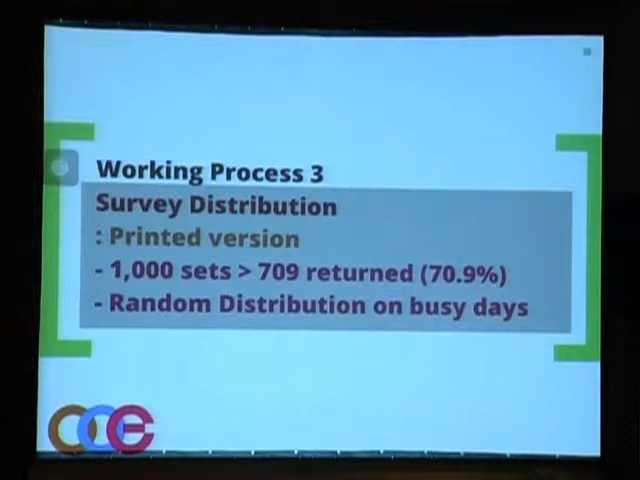 Working Process 3
Survey Distribution
: Printed version
- 1,000 sets > 709 returned (70.9%)
- Random Distribution on busy days